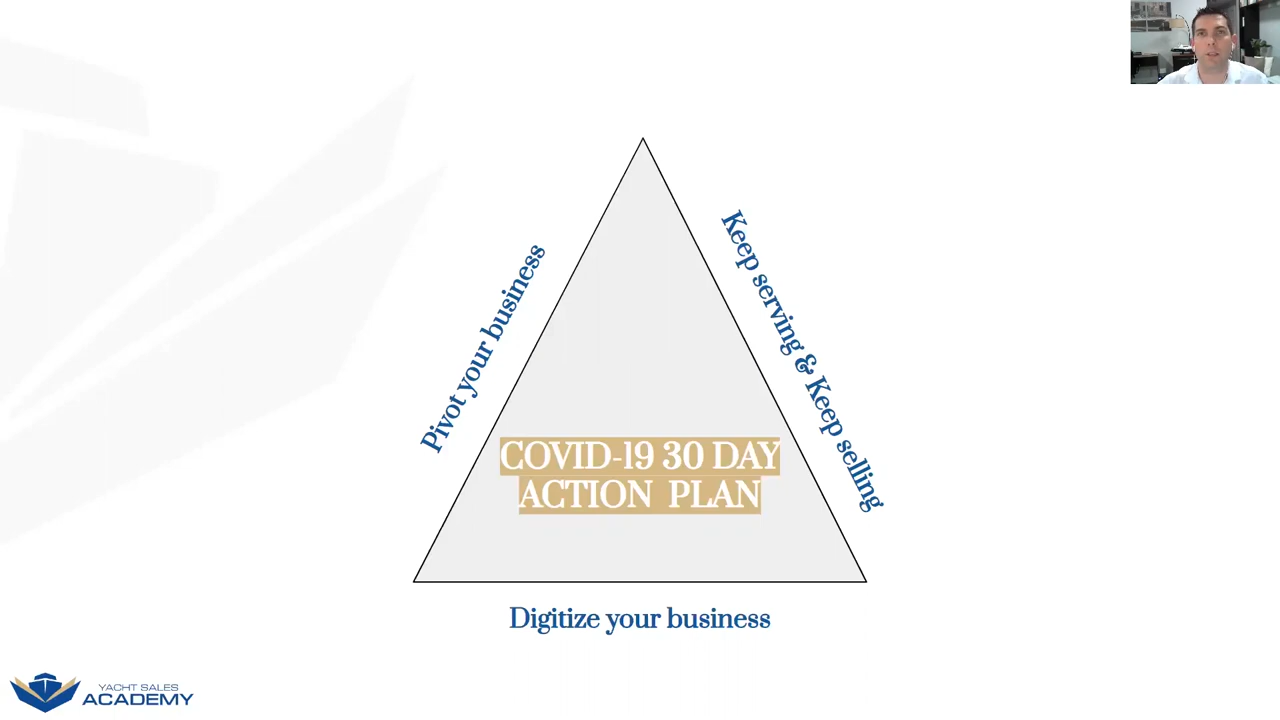 Pivot your business
Keep serving & Keep selling
COVID-19 30 DAY
ACTION PLAN
Digitize your business
YACHT SALES
ACADEMY